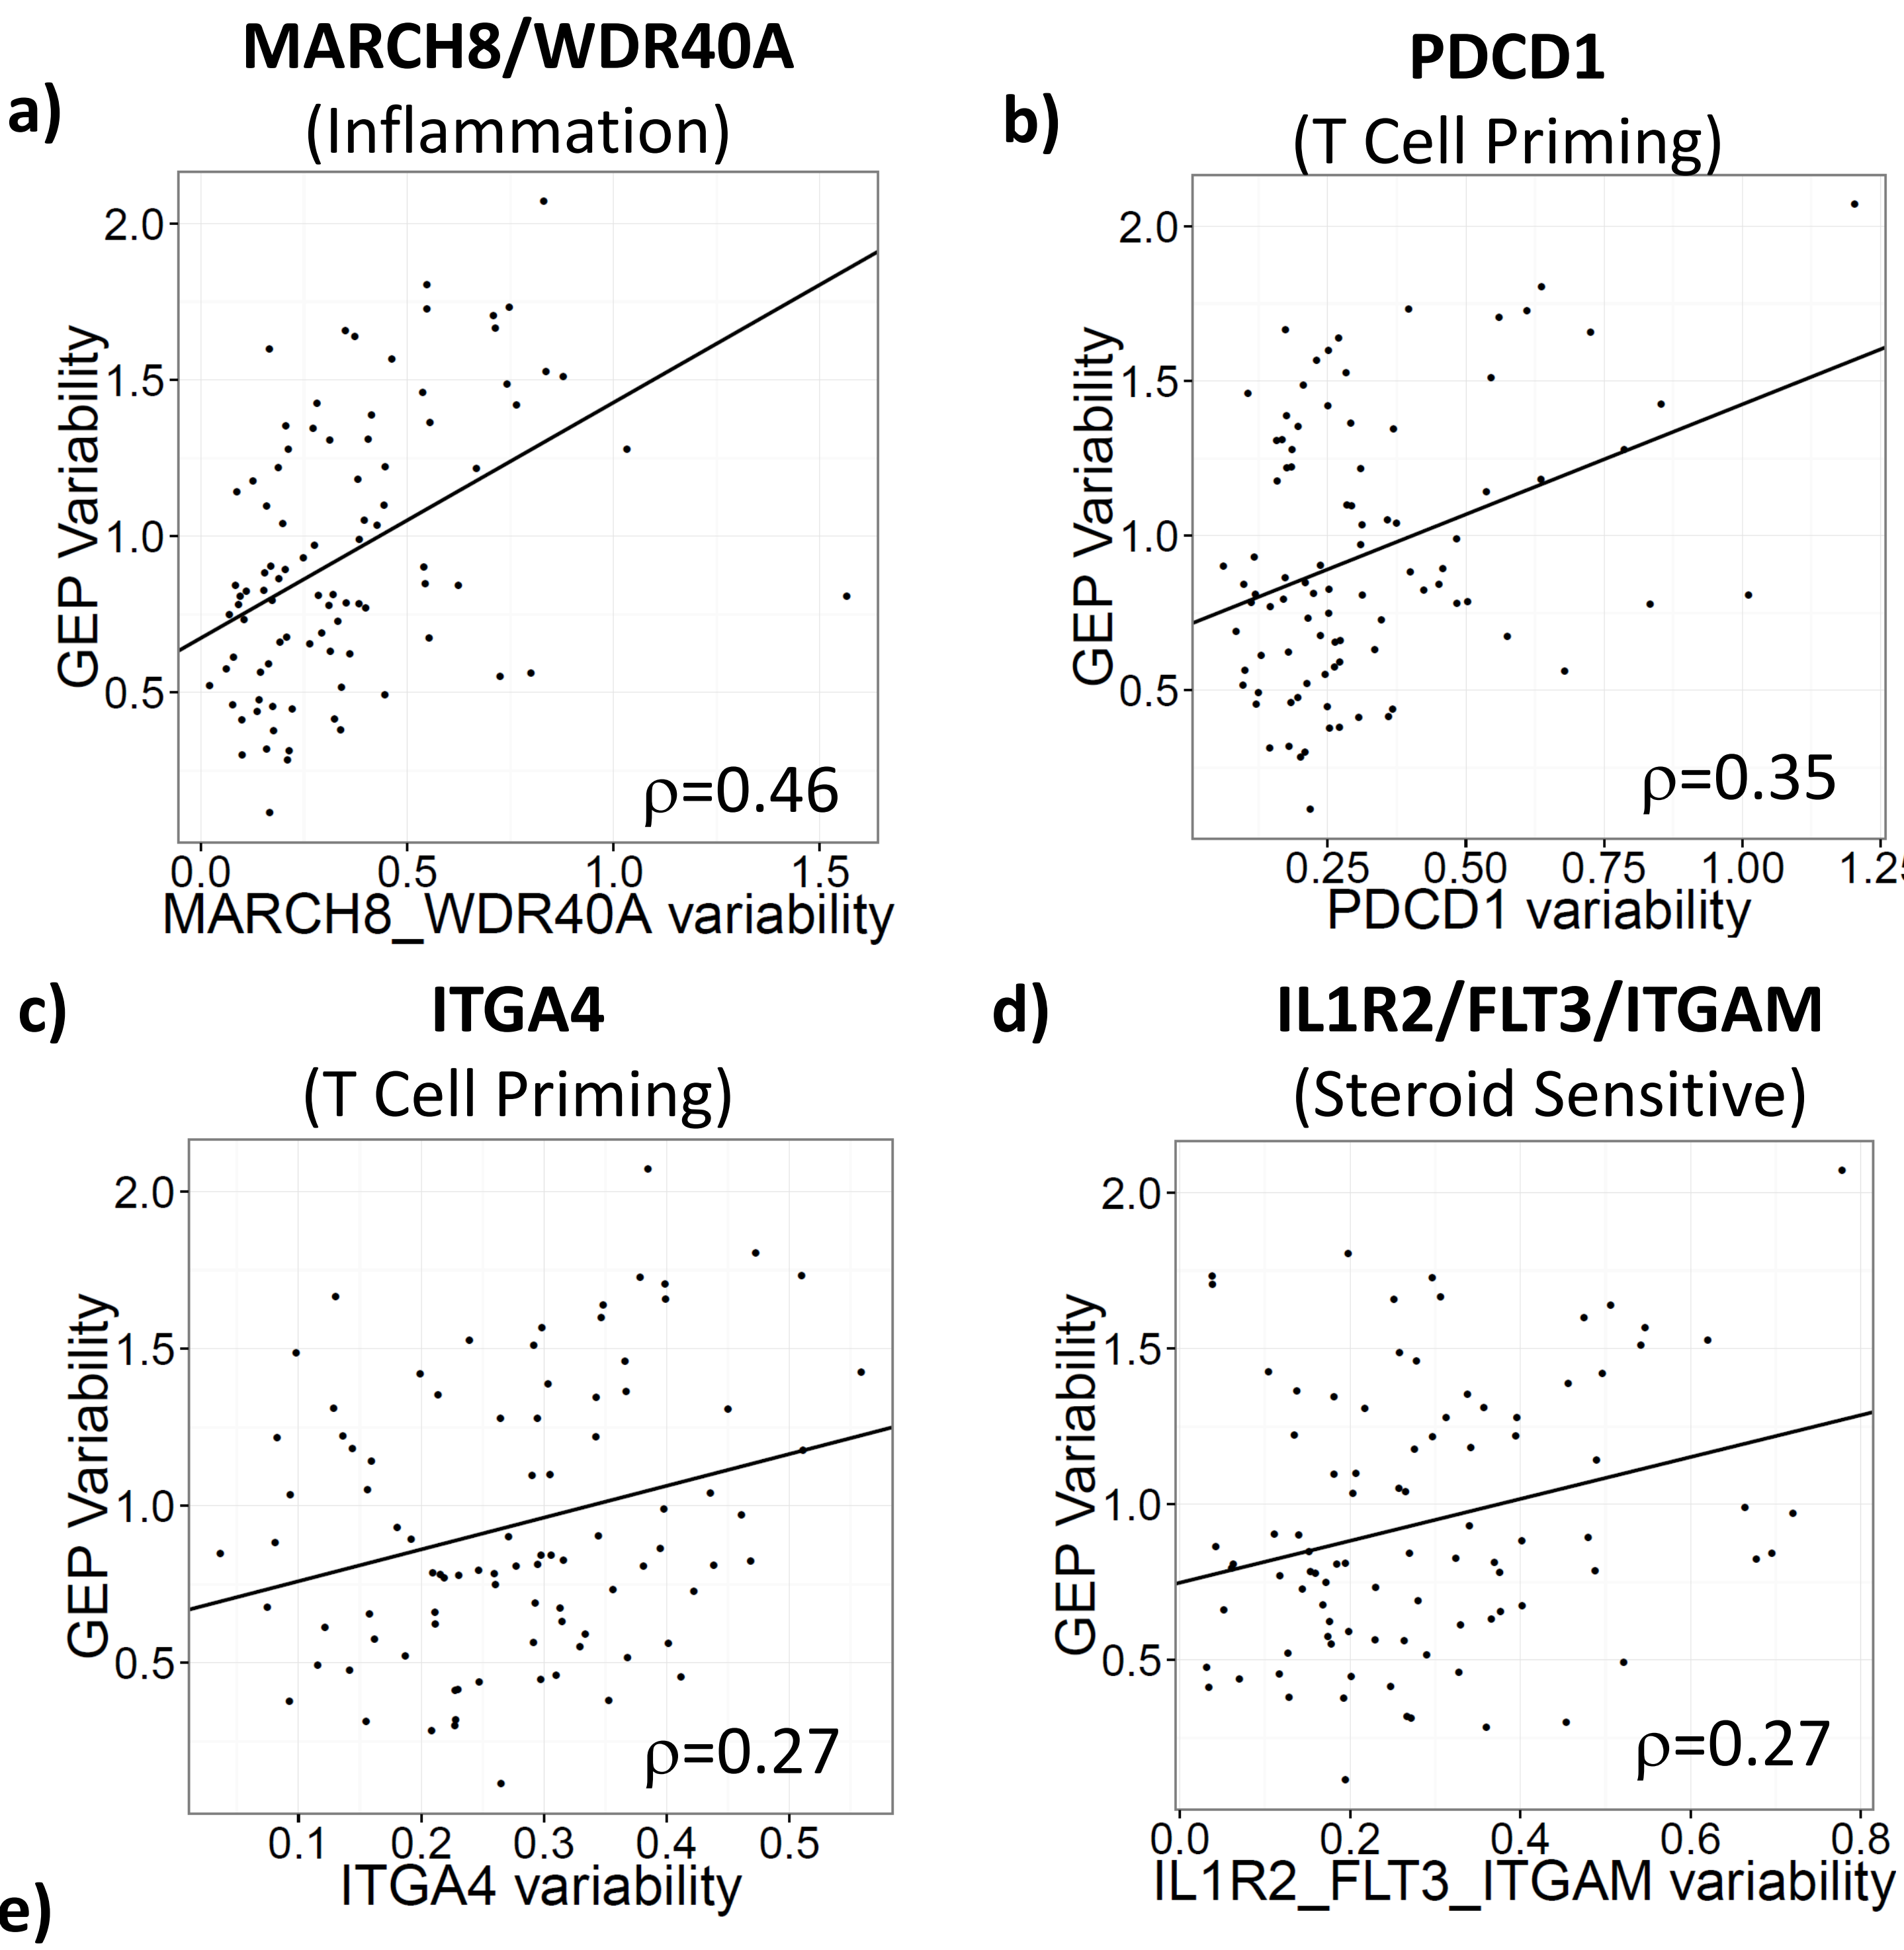 MARCH8/WDR40A
a)
(Inflammation)
GEP Variability
2.0
1.5
1.0
0.5
ρ=0.46
0.0 0.5 1.0 1.5
MARCH8_WDR40A variability
PDCD1
b)
(T Cell Priming)
GEP Variability
2.0
1.5
1.0
0.5
ρ=0.35
0.25 0.50 0.75 1.00 1.2
PDCD1 variability
c)
ITGA4
(T Cell Priming)
GEP Variability
2.0
1.5
1.0
0.5
ρ=0.27
0.1 0.2 0.3 0.4 0.5
ITGA4 variability
d)
IL1R2/FLT3/ITGAM
(Steroid Sensitive)
GEP Variability
2.0
1.5
1.0
0.5
ρ=0.27
0.0 0.2 0.4 0.6 0.8
IL1R2_FLT3_ITGAM variability
e)